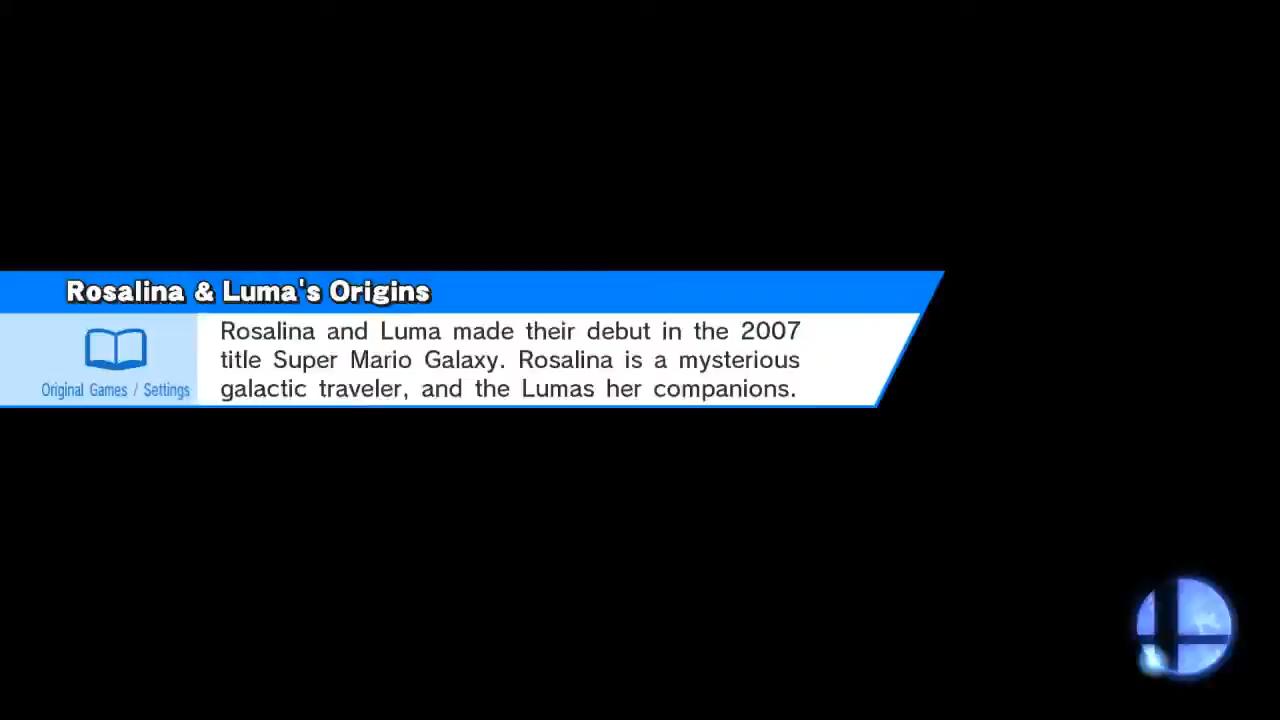 Rosalina & Luma's Origins
Rosalina and Luma made their debut in the 2007
title Super Mario Galaxy. Rosalina is a mysterious
galactic traveler, and the Lumas her companions.
Original Games / Settings